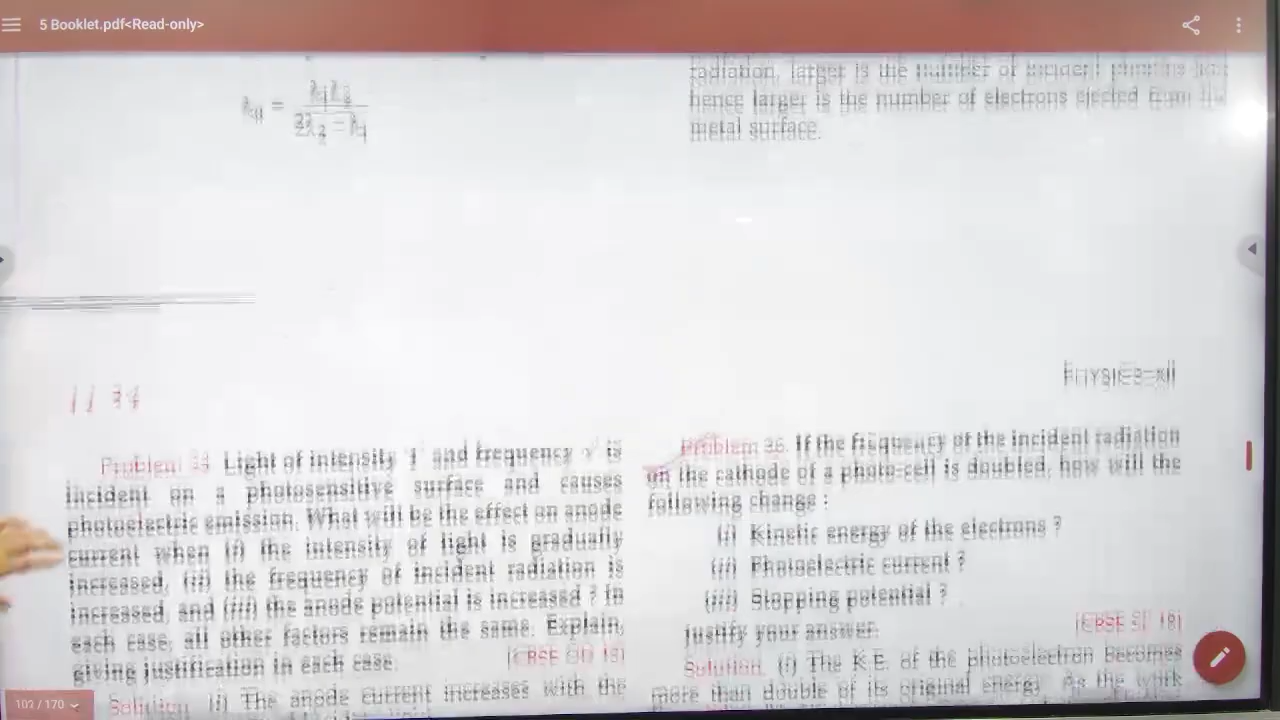 5 Booklet.pdf<Read-only>
radiation, larger is the number of incident photons and
hence larger is the number of electrons ejected from the
metal surface.
PHYSICS-XII
Light of intensity 'I' and frequency 'ν' is
incident on a photosensitive surface and causes
photoelectric emission. What will be the effect on anode
current when (i) the intensity of light is gradually
increased, (ii) the frequency of incident radiation is
increased, and (iii) the anode potential is increased ? In
each case, all other factors remain the same. Explain,
giving justification in each case.
Solution. (i) The anode current increases with the
Problem 36. If the frequency of the incident radiation
on the cathode of a photo-cell is doubled, how will the
following change :
(i) Kinetic energy of the electrons ?
(ii) Photoelectric current ?
(iii) Stopping potential ?
Justify your answer.
Solution. (i) The K.E. of the photoelectron becomes
more than double of its original energy. As the work